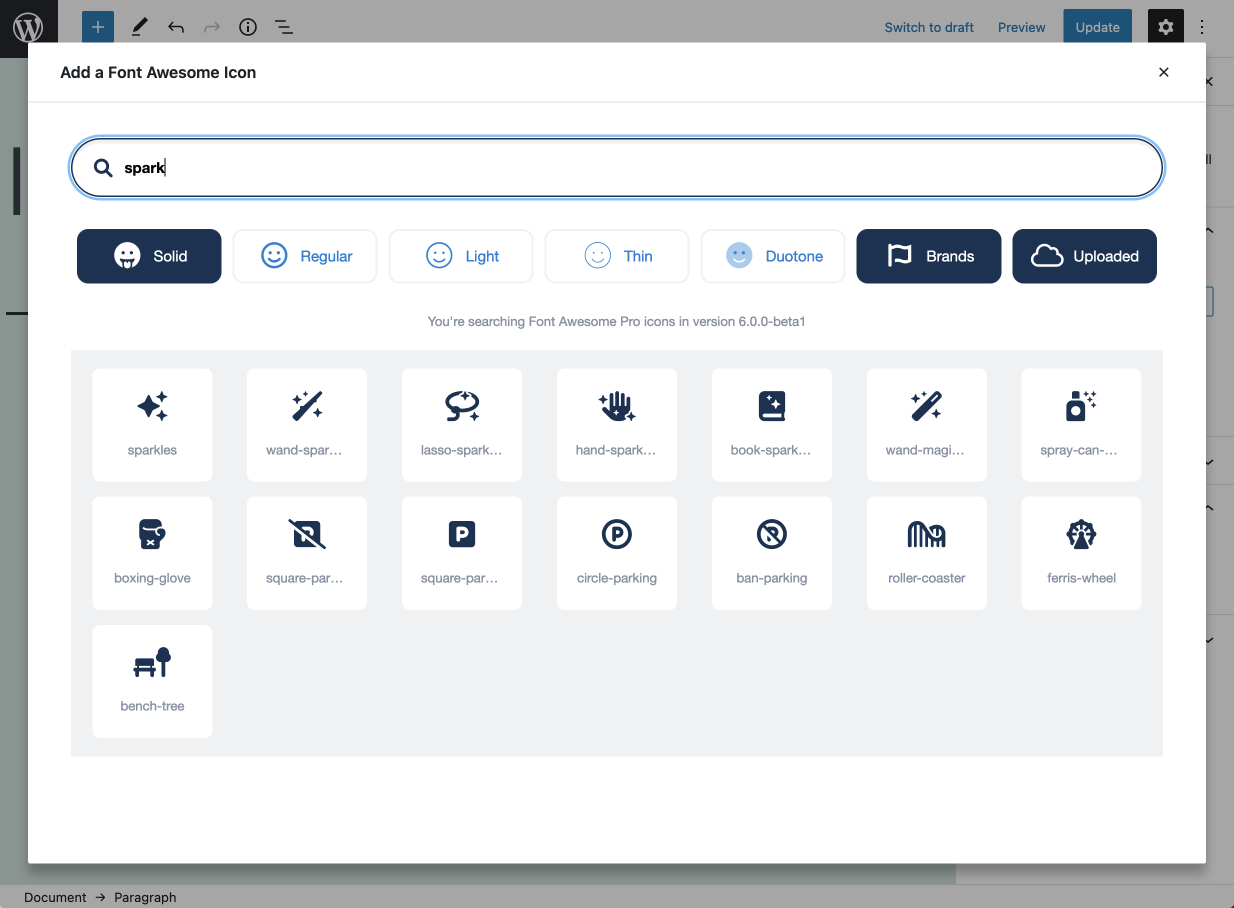 Switch to draft Preview Update
Add a Font Awesome Icon
spark
Solid Regular Light Thin Duotone Brands Uploaded
You're searching Font Awesome Pro icons in version 6.0.0-beta1
sparkles wand-spar... lasso-spark... hand-spark... book-spark... wand-magi... spray-can-...
boxing-glove square-par... square-par... circle-parking ban-parking roller-coaster ferris-wheel
bench-tree
Document → Paragraph